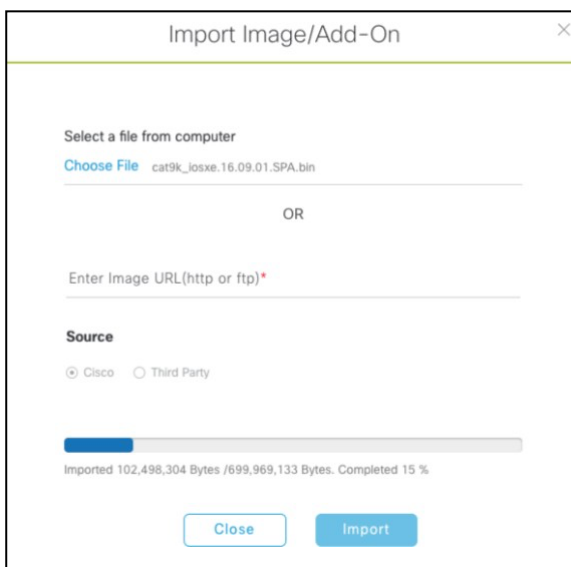 Import Image/Add-On
Select a file from computer
Choose File cat9k_iosxe.16.09.01.SPA.bin
OR
Enter Image URL(http or ftp)*
Source
Cisco Third Party
Imported 102,498,304 Bytes /699,969,133 Bytes. Completed 15 %
Close Import